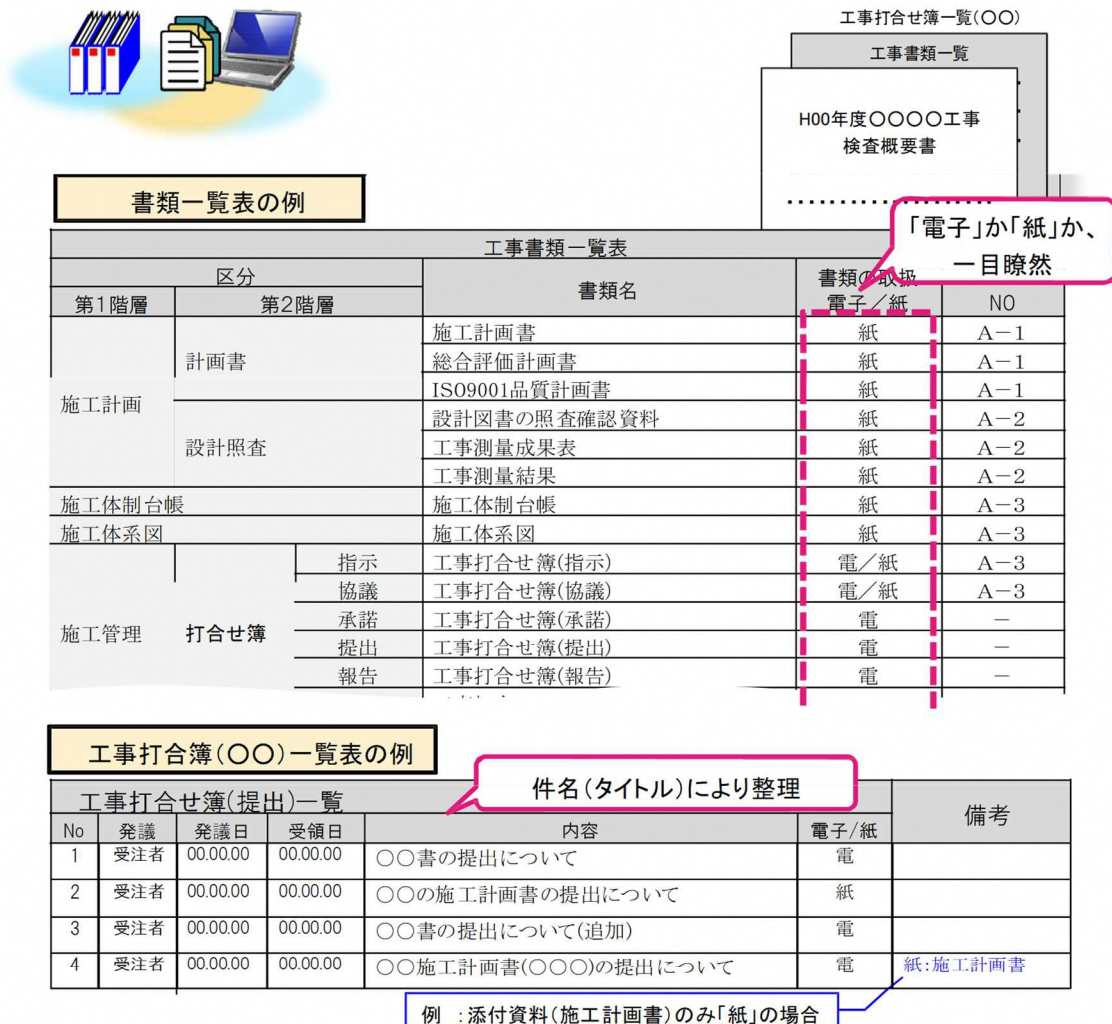 工事打合せ簿一覧(〇〇)
工事書類一覧
H00年度〇〇〇〇工事
検査概要書
書類一覧表の例
「電子」か「紙」か、
一目瞭然
工事書類一覧表
区分 書類名 書類の取扱
第1階層 第2階層 電子／紙 NO
施工計画 計画書 施工計画書 紙 A－1
総合評価計画書 紙 A－1
ISO9001品質計画書 紙 A－1
設計照査 設計図書の照査確認資料 紙 A－2
工事測量成果表 紙 A－2
工事測量結果 紙 A－2
施工体制台帳 施工体制台帳 紙 A－3
施工体系図 施工体系図 紙 A－3
施工管理 打合せ簿 指示 工事打合せ簿(指示) 電／紙 A－3
協議 工事打合せ簿(協議) 電／紙 A－3
承諾 工事打合せ簿(承諾) 電 －
提出 工事打合せ簿(提出) 電 －
報告 工事打合せ簿(報告) 電 －
工事打合簿(〇〇)一覧表の例
件名(タイトル)により整理
工事打合せ簿(提出)一覧 備考
No 発議 発議日 受領日 内容 電子/紙
1 受注者 00.00.00 00.00.00 〇〇書の提出について 電
2 受注者 00.00.00 00.00.00 〇〇の施工計画書の提出について 紙
3 受注者 00.00.00 00.00.00 〇〇書の提出について(追加) 電
4 受注者 00.00.00 00.00.00 〇〇施工計画書(〇〇〇)の提出について 電 紙:施工計画書
例 :添付資料(施工計画書)のみ「紙」の場合